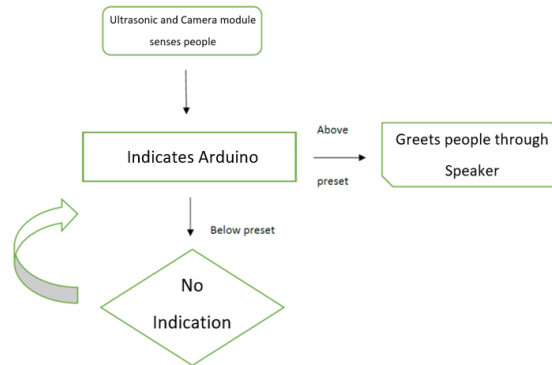 Ultrasonic and Camera module
senses people
Indicates Arduino
Above
preset
Greets people through
Speaker
Below preset
No
Indication